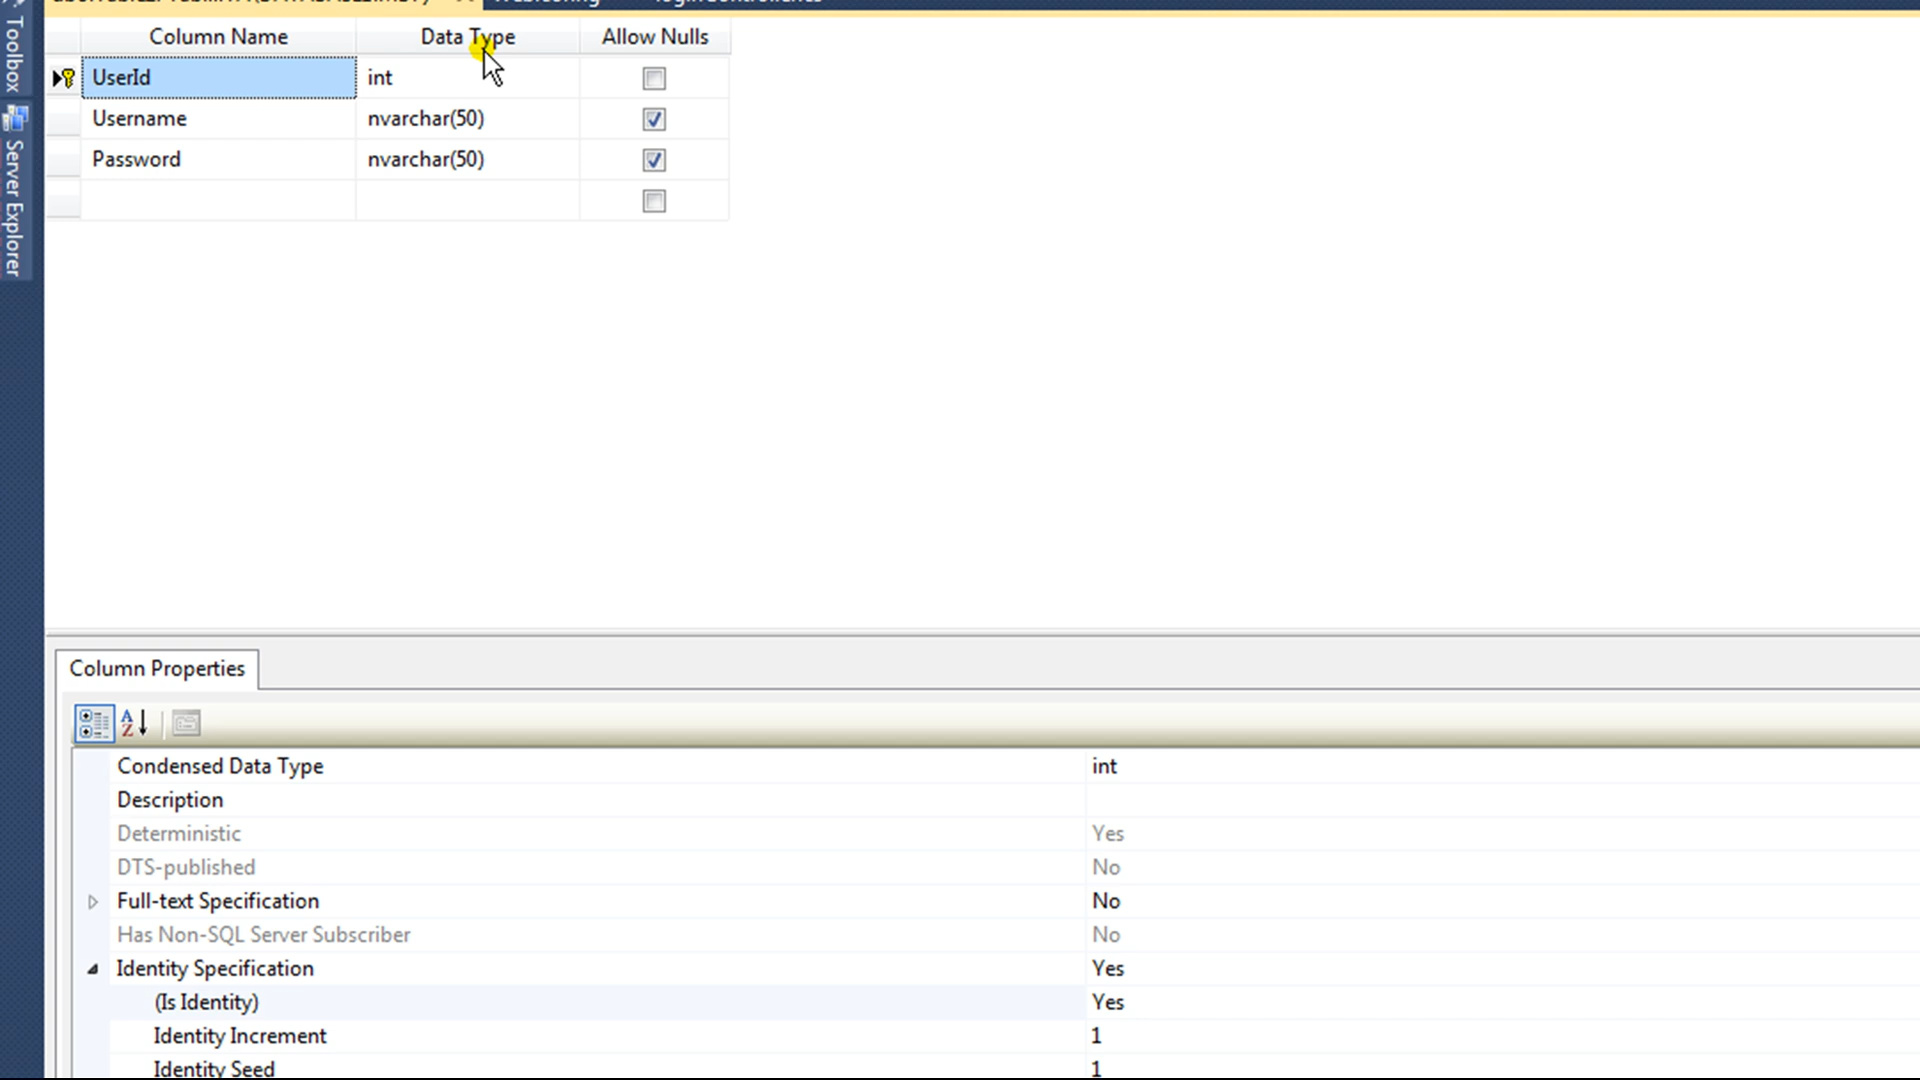 Toolbox
Server Explorer
Column Name
Data Type
Allow Nulls
UserId
int
Username
nvarchar(50)
Password
nvarchar(50)
Column Properties
Condensed Data Type
int
Description
Deterministic
Yes
DTS-published
No
Full-text Specification
No
Has Non-SQL Server Subscriber
No
Identity Specification
Yes
(Is Identity)
Yes
Identity Increment
1
Identity Seed
1